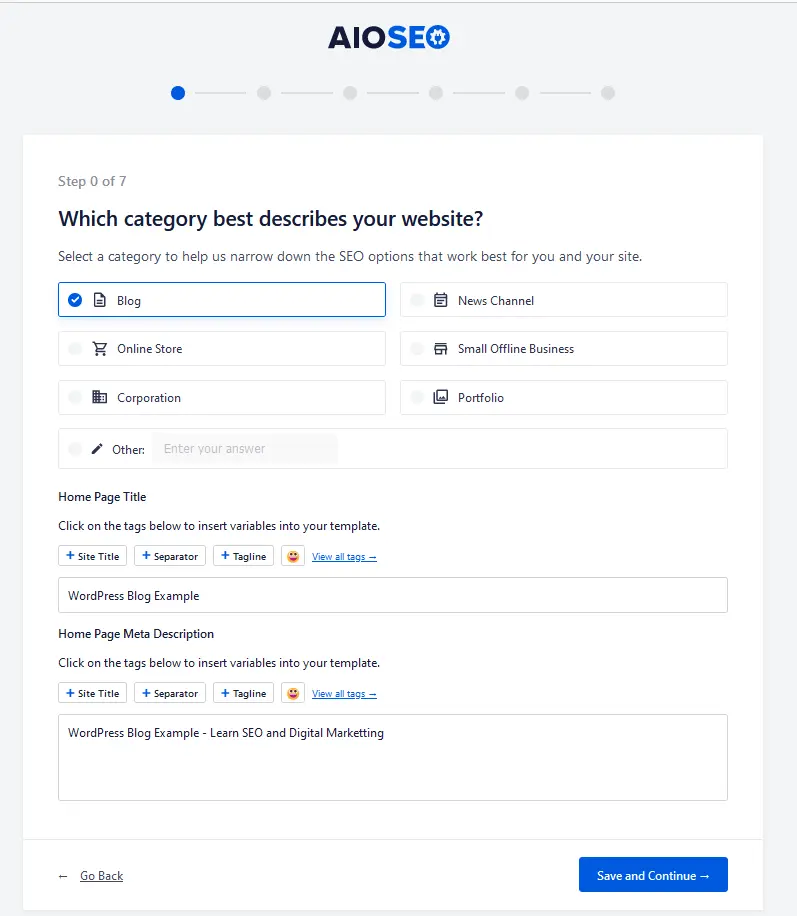 AIOSEO
Step 0 of 7
Which category best describes your website?
Select a category to help us narrow down the SEO options that work best for you and your site.
Blog
News Channel
Online Store
Small Offline Business
Corporation
Portfolio
Other: Enter your answer
Home Page Title
Click on the tags below to insert variables into your template.
+ Site Title + Separator + Tagline View all tags →
WordPress Blog Example
Home Page Meta Description
Click on the tags below to insert variables into your template.
+ Site Title + Separator + Tagline View all tags →
WordPress Blog Example - Learn SEO and Digital Marketting
← Go Back
Save and Continue →